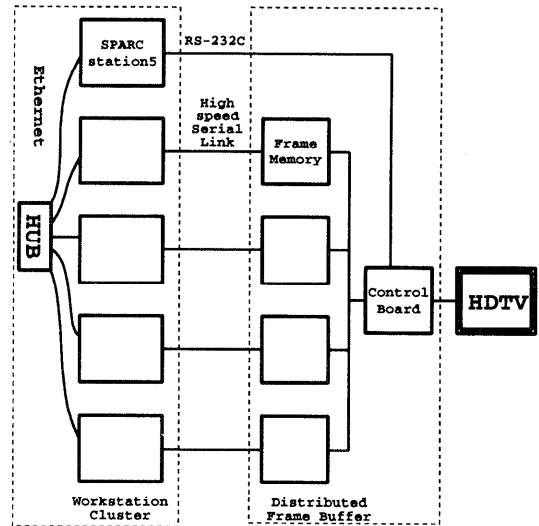 SPARC
station5
RS-232C
Ethernet
High
speed
Serial
Link
Frame
Memory
HUB
Control
Board
HDTV
Workstation
Cluster
Distributed
Frame Buffer